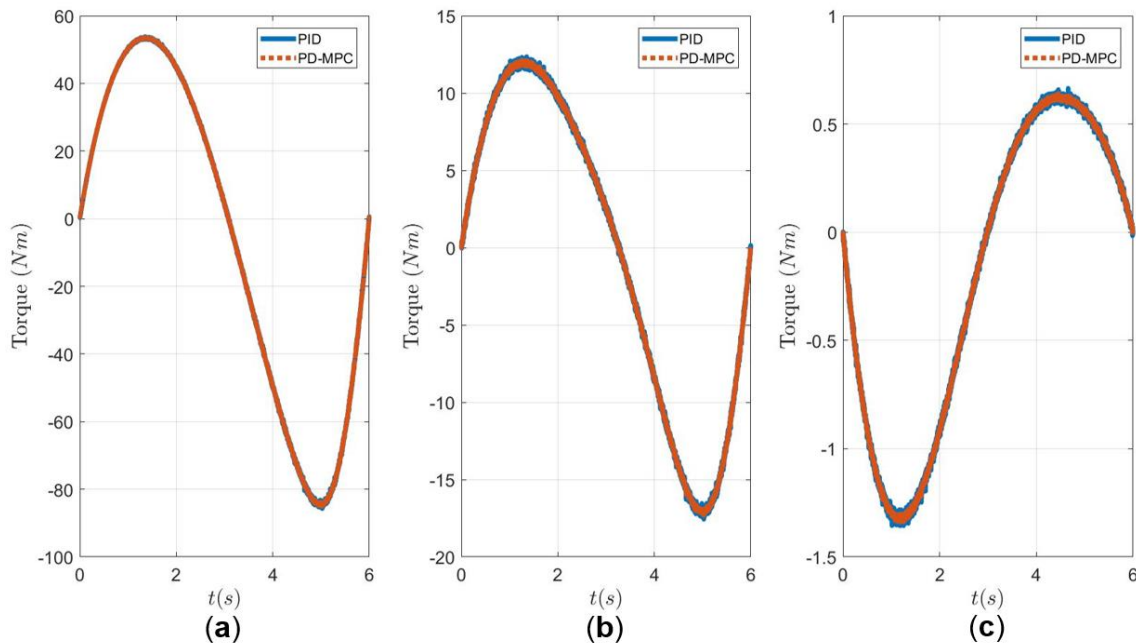 60
40
20
0
-20
-40
-60
-80
-100
0
2
4
6
Torque (Nm)
t(s)
PID
PD-MPC
(a)
15
10
5
0
-5
-10
-15
-20
0
2
4
6
Torque (Nm)
t(s)
PID
PD-MPC
(b)
1
0.5
0
-0.5
-1
-1.5
0
2
4
6
Torque (Nm)
t(s)
PID
PD-MPC
(c)